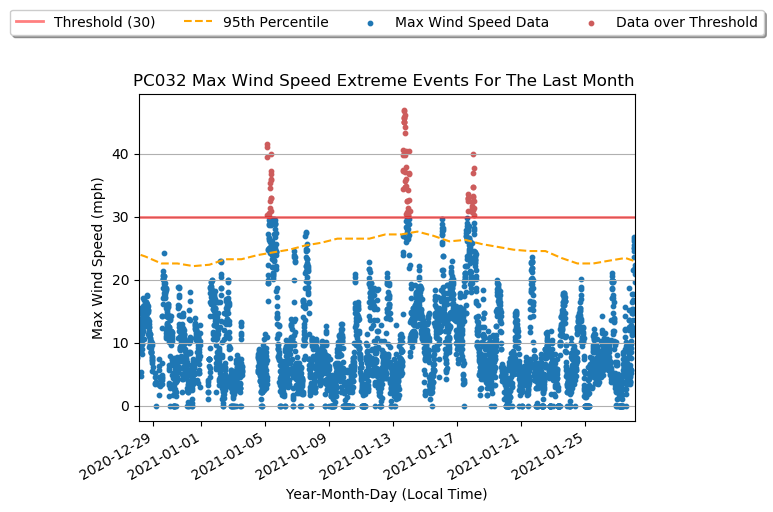 Threshold (30) 95th Percentile Max Wind Speed Data Data over Threshold
PC032 Max Wind Speed Extreme Events For The Last Month
Max Wind Speed (mph)
40
30
20
10
0
2020-12-29 2021-01-01 2021-01-05 2021-01-09 2021-01-13 2021-01-17 2021-01-21 2021-01-25
Year-Month-Day (Local Time)